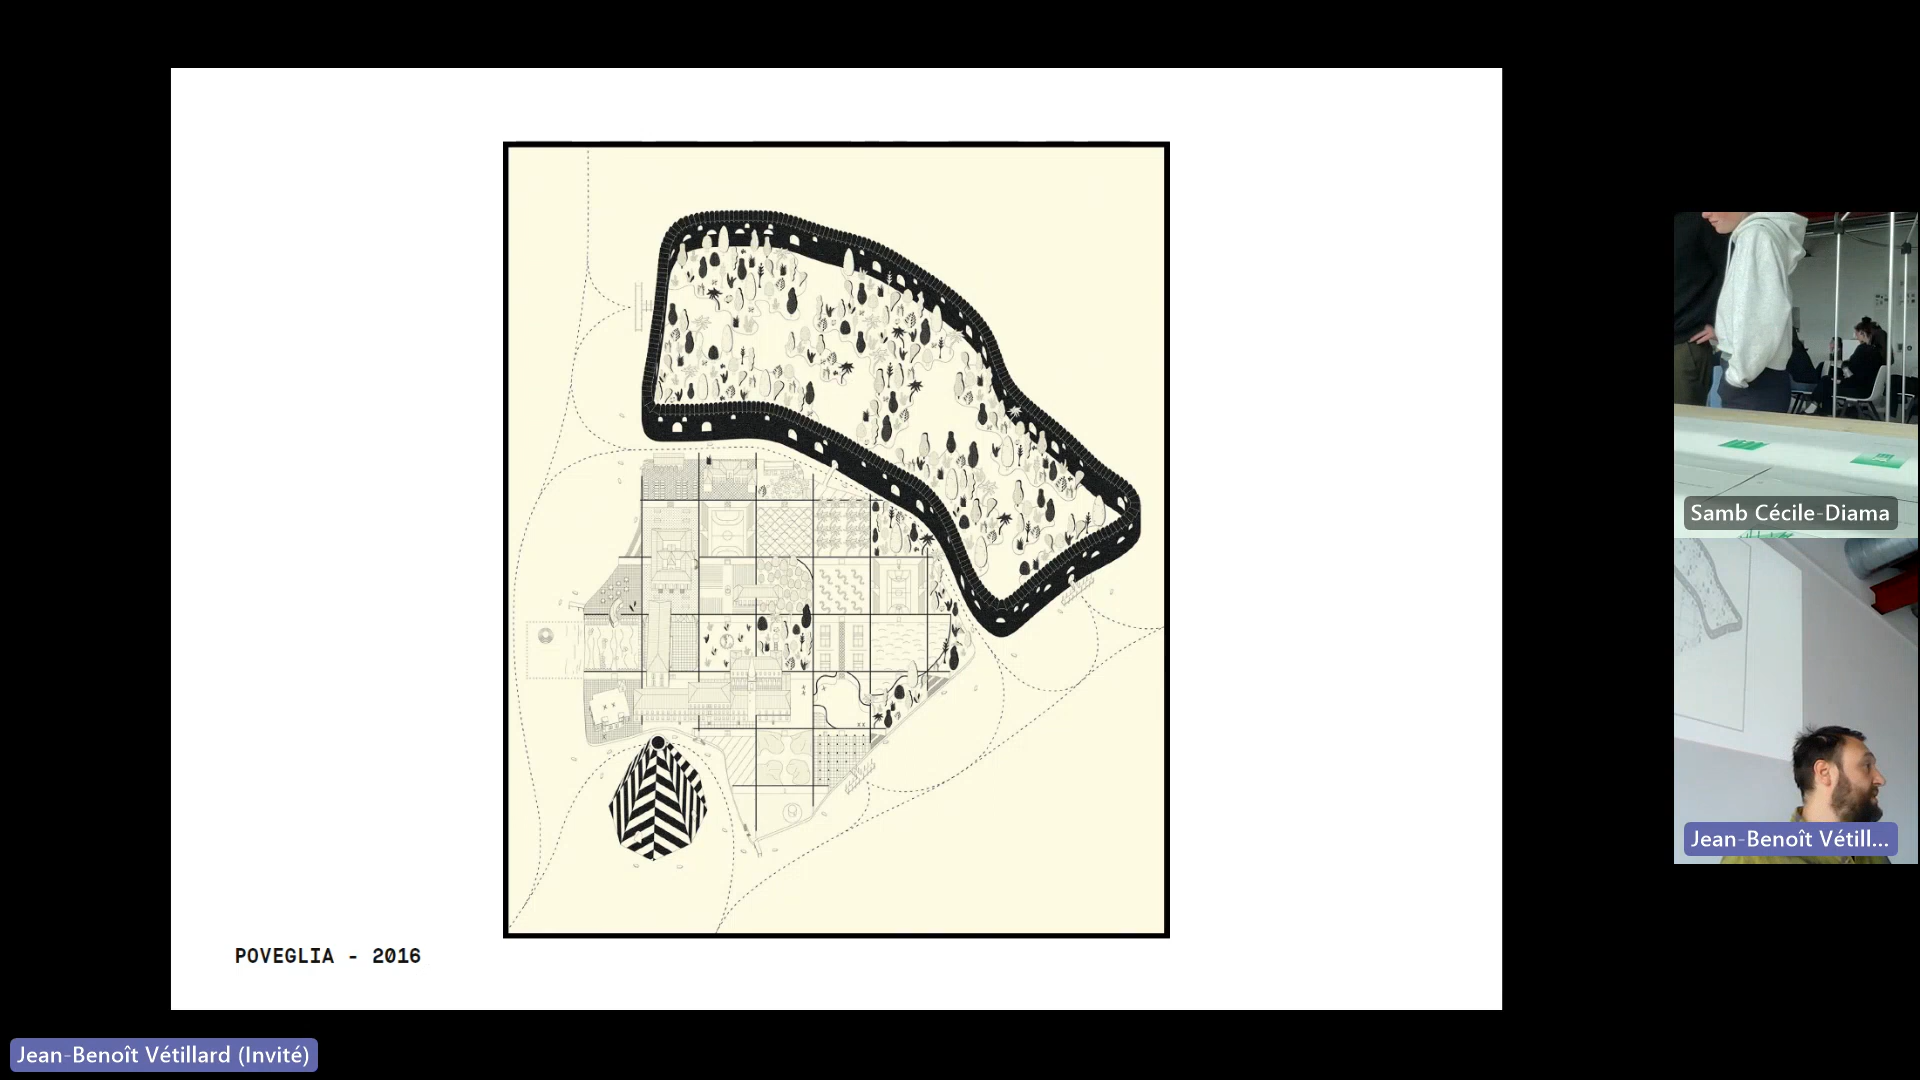 POVEGLIA - 2016
Samb Cécile-Diama
Jean-Benoît Vétill...
Jean-Benoît Vétillard (Invité)